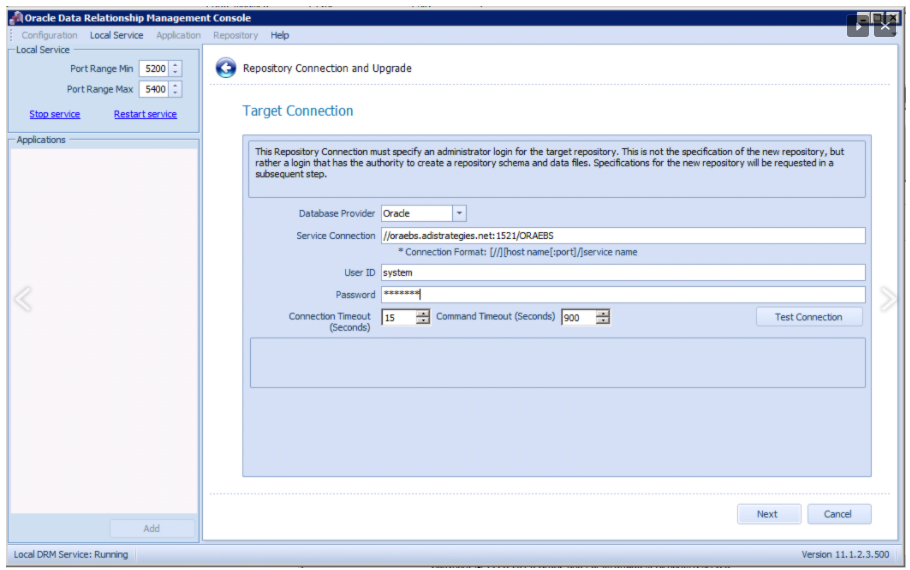 Oracle Data Relationship Management Console
Configuration Local Service Application Repository Help
Local Service
Port Range Min 5200
Port Range Max 5400
Stop service Restart service
Applications
Add
Repository Connection and Upgrade
Target Connection
This Repository Connection must specify an administrator login for the target repository. This is not the specification of the new repository, but
rather a login that has the authority to create a repository schema and data files. Specifications for the new repository will be requested in a
subsequent step.
Database Provider Oracle
Service Connection //oraebs.adistrategies.net:1521/ORAEBS
* Connection Format: [//][host name[:port]/]service name
User ID system
Password *******
Connection Timeout 15 Command Timeout (Seconds) 900 Test Connection
(Seconds)
Next Cancel
Local DRM Service: Running Version 11.1.2.3.500